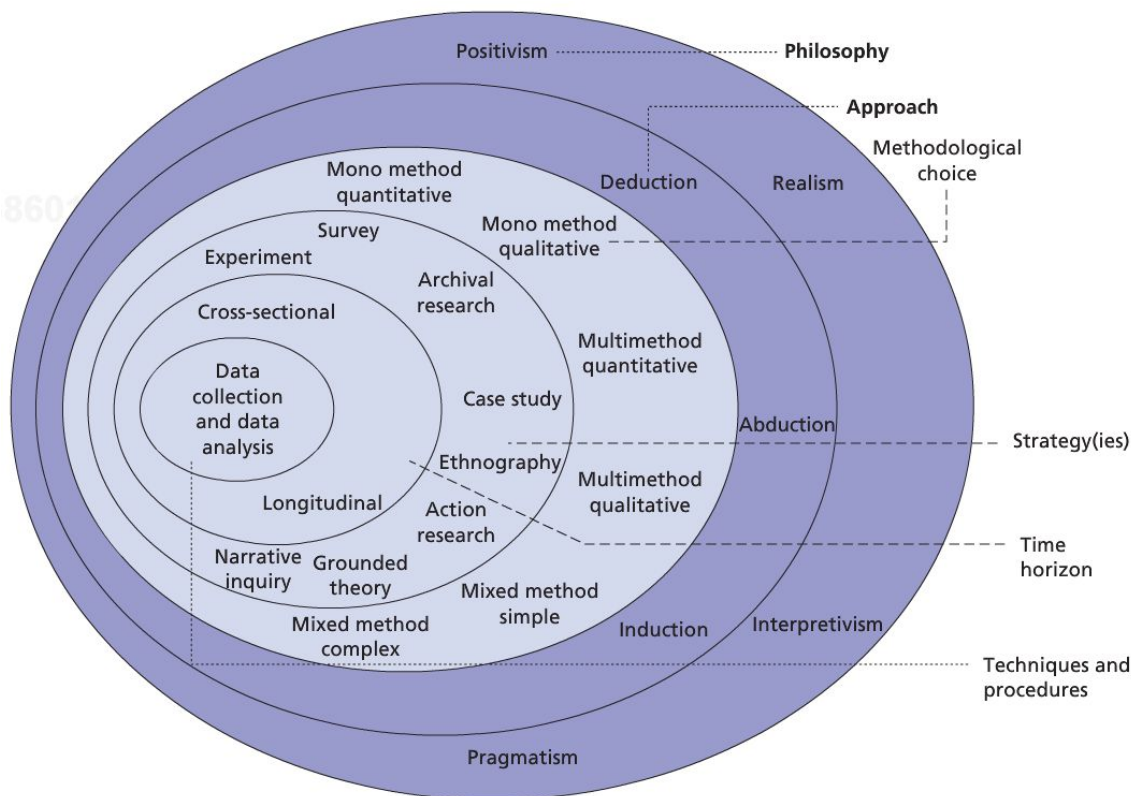 Positivism
Philosophy
Approach
Methodological
choice
Mono method
quantitative
Deduction
Realism
Mono method
qualitative
Survey
Experiment
Archival
research
Cross-sectional
Multimethod
quantitative
Data
collection
and data
analysis
Case study
Abduction
Strategy(ies)
Ethnography
Multimethod
qualitative
Longitudinal
Action
research
Time
horizon
Narrative
inquiry
Grounded
theory
Mixed method
simple
Mixed method
complex
Induction
Interpretivism
Techniques and
procedures
Pragmatism